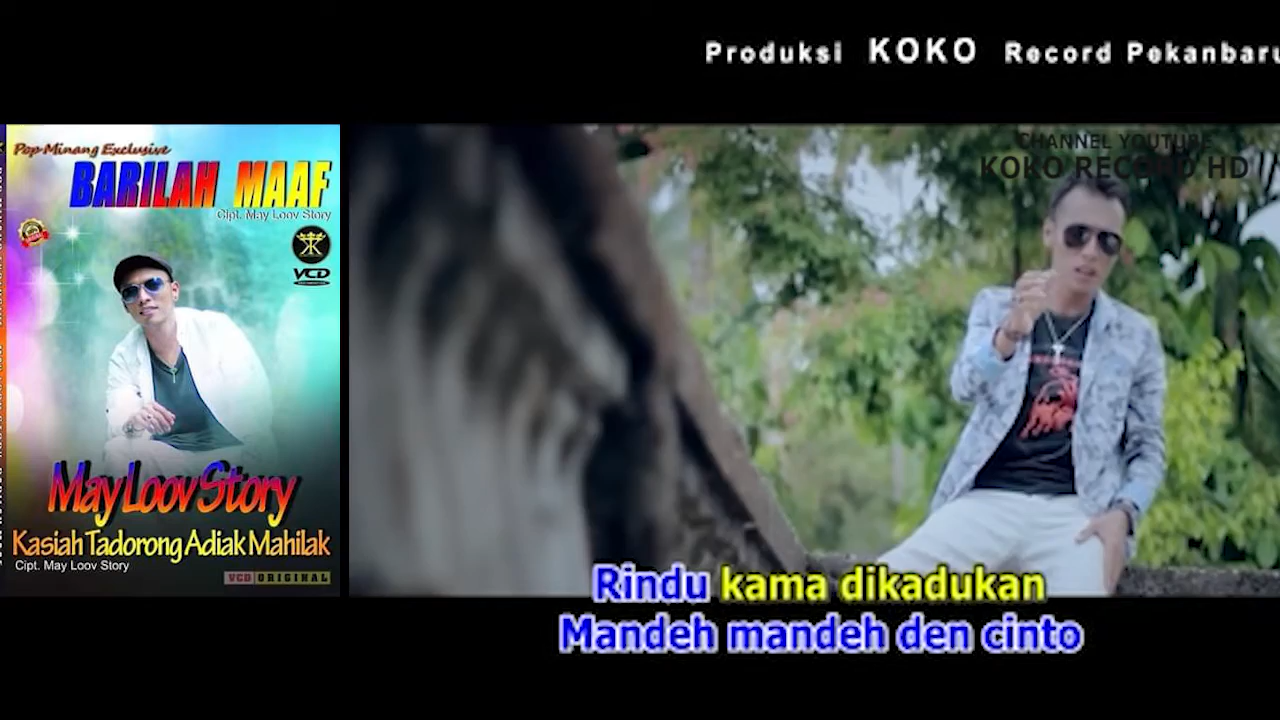 Produksi KOKO Record Pekanbaru
Pop Minang Exclusive
BARILAH MAAF
Cipt. May Loov Story
VCD
May Loov Story
Kasiah Tadorong Adiak Mahilak
Cipt. May Loov Story
VCD ORIGINAL
CHANNEL YOUTUBE
KOKO RECORD HD
Rindu kama dikadukan
Mandeh mandeh den cinto